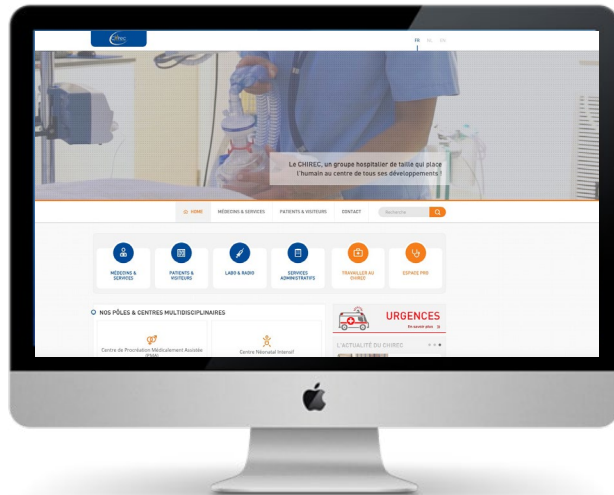 Chirec
FR NL EN
Le CHIREC, un groupe hospitalier de taille qui place
l'humain au centre de tous ses développements !
HOME MÉDECINS & SERVICES PATIENTS & VISITEURS CONTACT Recherche
MÉDECINS &
SERVICES
PATIENTS &
VISITEURS
LABO & RADIO
SERVICES
ADMINISTRATIFS
TRAVAILLER AU
CHIREC
ESPACE PRO
NOS PÔLES & CENTRES MULTIDISCIPLINAIRES
Centre de Procréation Médicalement Assistée
(PMA)
Centre Néonatal Intensif
URGENCES
En savoir plus
L'ACTUALITÉ DU CHIREC